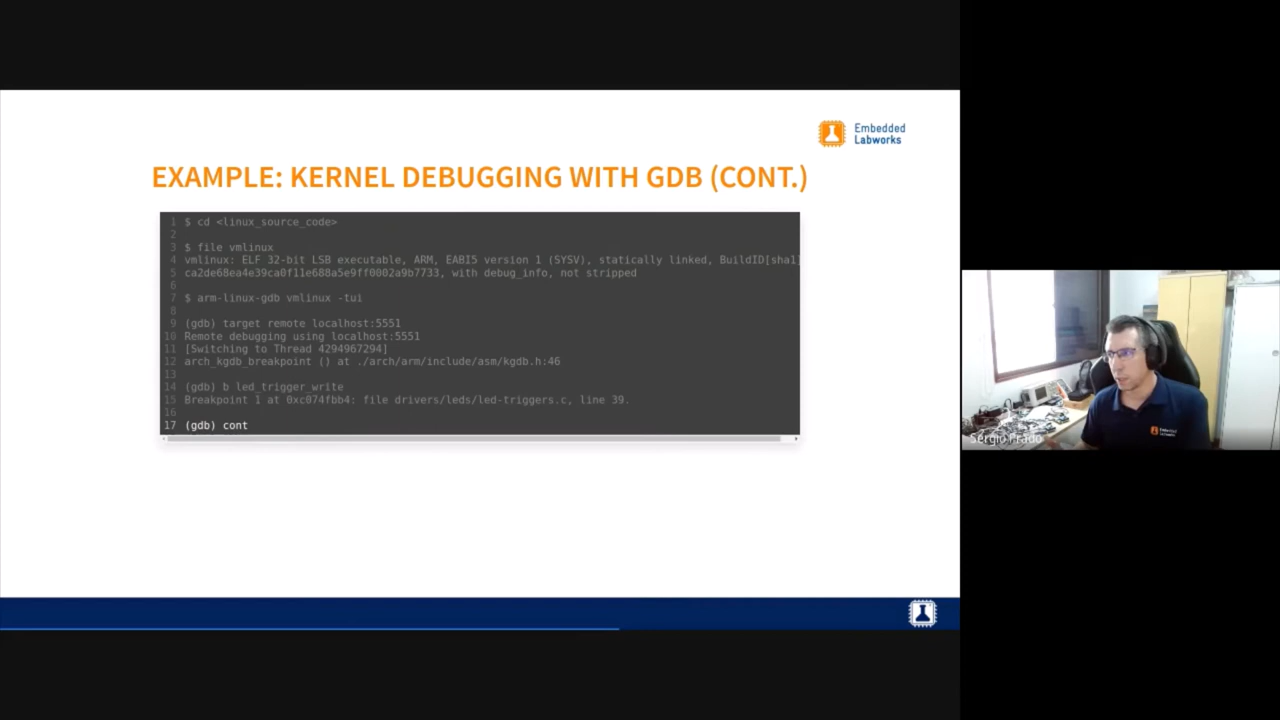 Embedded
Labworks
EXAMPLE: KERNEL DEBUGGING WITH GDB (CONT.)
1 $ cd <linux_source_code>
2
3 $ file vmlinux
4 vmlinux: ELF 32-bit LSB executable, ARM, EABI5 version 1 (SYSV), statically linked, BuildID[sha1]
5 ca2de68ea4e39ca0f11e688a5e9ff0002a9b7733, with debug_info, not stripped
6
7 $ arm-linux-gdb vmlinux -tui
8
9 (gdb) target remote localhost:5551
10 Remote debugging using localhost:5551
11 [Switching to Thread 4294967294]
12 arch_kgdb_breakpoint () at ./arch/arm/include/asm/kgdb.h:46
13
14 (gdb) b led_trigger_write
15 Breakpoint 1 at 0xc074fbb4: file drivers/leds/led-triggers.c, line 39.
16
17 (gdb) cont
Sergio Prado
Embedded
Labworks